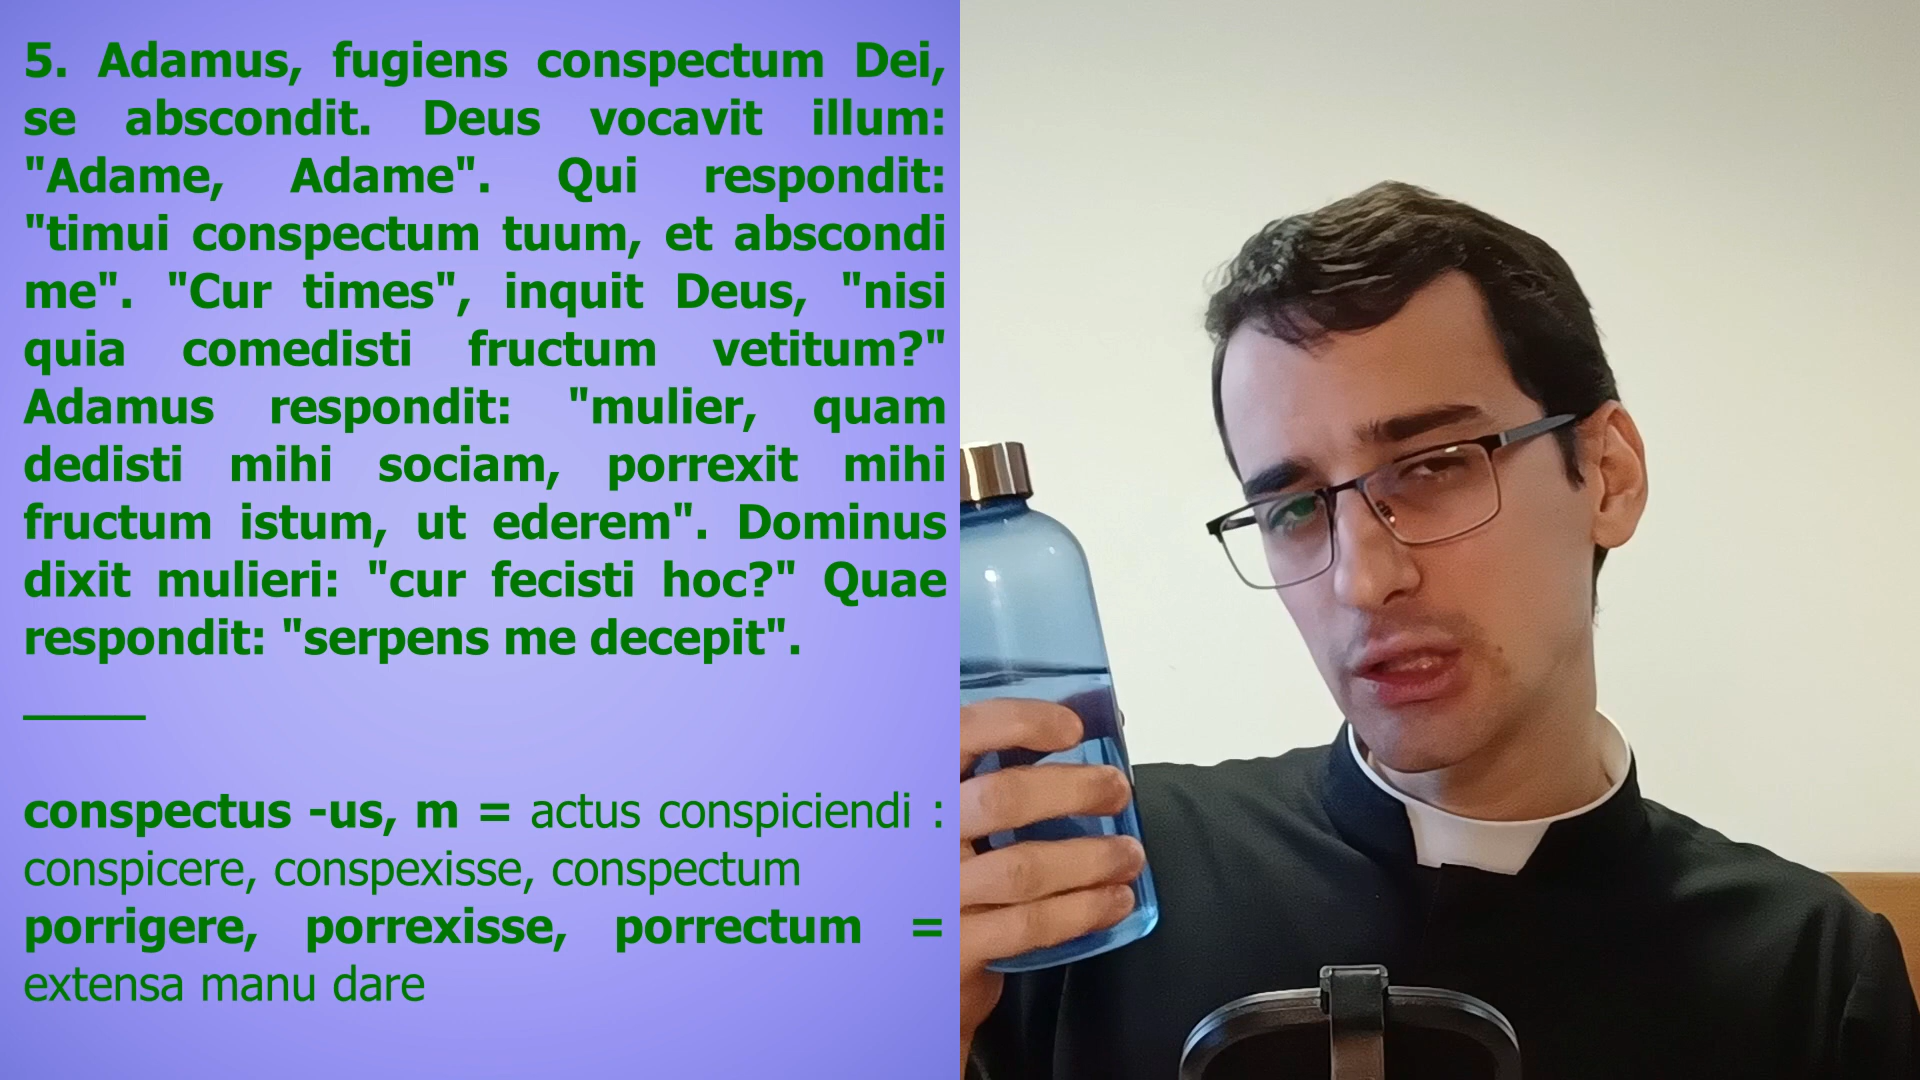 5. Adamus, fugiens conspectum Dei,
se abscondit. Deus vocavit illum:
"Adame, Adame". Qui respondit:
"timui conspectum tuum, et abscondi
me". "Cur times", inquit Deus, "nisi
quia comedisti fructum vetitum?"
Adamus respondit: "mulier, quam
dedisti mihi sociam, porrexit mihi
fructum istum, ut ederem". Dominus
dixit mulieri: "cur fecisti hoc?" Quae
respondit: "serpens me decepit".
_____
conspectus -us, m = actus conspiciendi :
conspicere, conspexisse, conspectum
porrigere, porrexisse, porrectum =
extensa manu dare